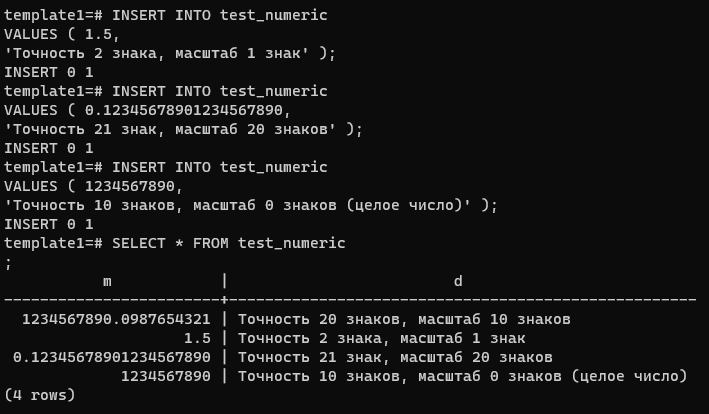 template1=# INSERT INTO test_numeric
VALUES ( 1.5,
'Точность 2 знака, масштаб 1 знак' );
INSERT 0 1
template1=# INSERT INTO test_numeric
VALUES ( 0.12345678901234567890,
'Точность 21 знак, масштаб 20 знаков' );
INSERT 0 1
template1=# INSERT INTO test_numeric
VALUES ( 1234567890,
'Точность 10 знаков, масштаб 0 знаков (целое число)' );
INSERT 0 1
template1=# SELECT * FROM test_numeric
;
           m            |                         d
------------------------+----------------------------------------------------
  1234567890.0987654321 | Точность 20 знаков, масштаб 10 знаков
                    1.5 | Точность 2 знака, масштаб 1 знак
 0.12345678901234567890 | Точность 21 знак, масштаб 20 знаков
             1234567890 | Точность 10 знаков, масштаб 0 знаков (целое число)
(4 rows)